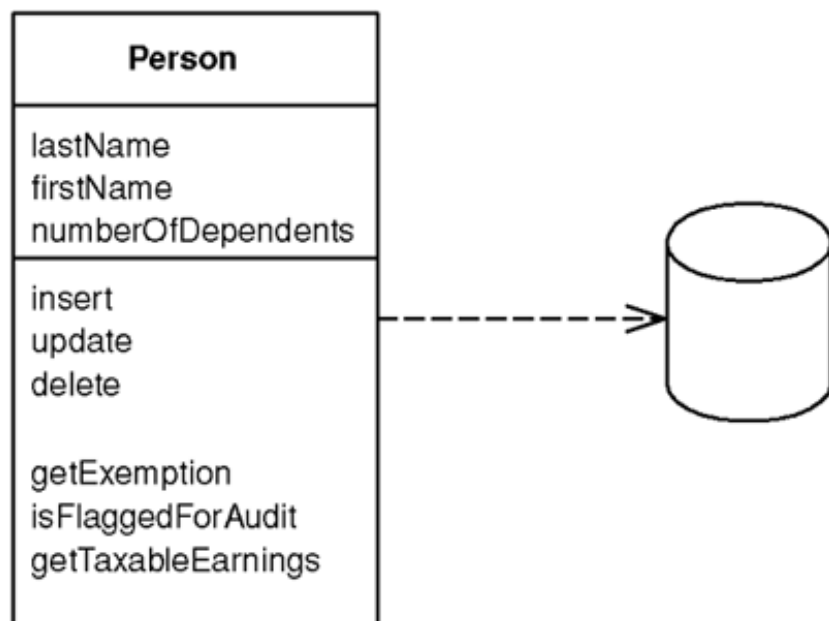 Person
lastName
firstName
numberOfDependents
insert
update
delete
getExemption
isFlaggedForAudit
getTaxableEarnings